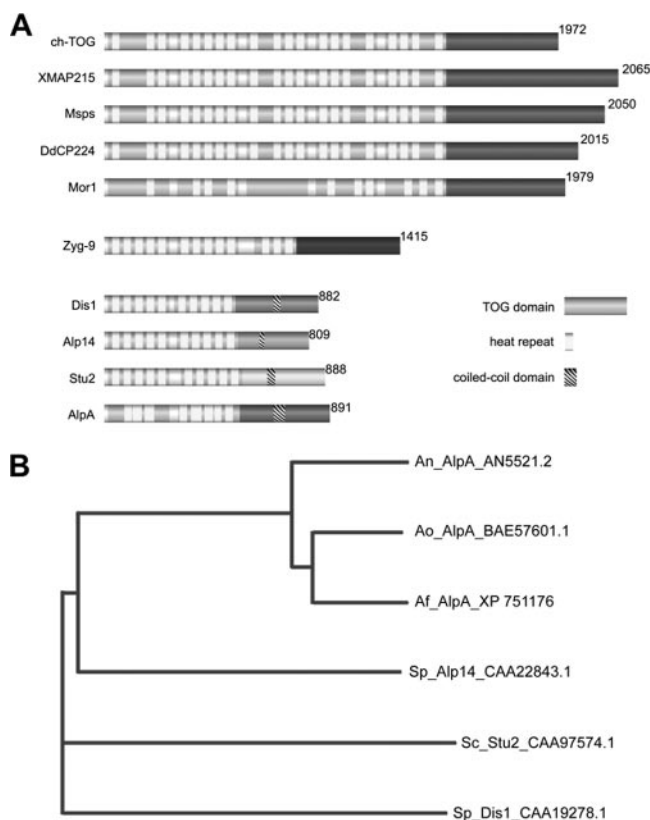 A
ch-TOG 1972
XMAP215 2065
Msps 2050
DdCP224 2015
Mor1 1979
Zyg-9 1415
Dis1 882
Alp14 809
Stu2 888
AlpA 891
TOG domain
heat repeat
coiled-coil domain
B
An_AlpA_AN5521.2
Ao_AlpA_BAE57601.1
Af_AlpA_XP 751176
Sp_Alp14_CAA22843.1
Sc_Stu2_CAA97574.1
Sp_Dis1_CAA19278.1